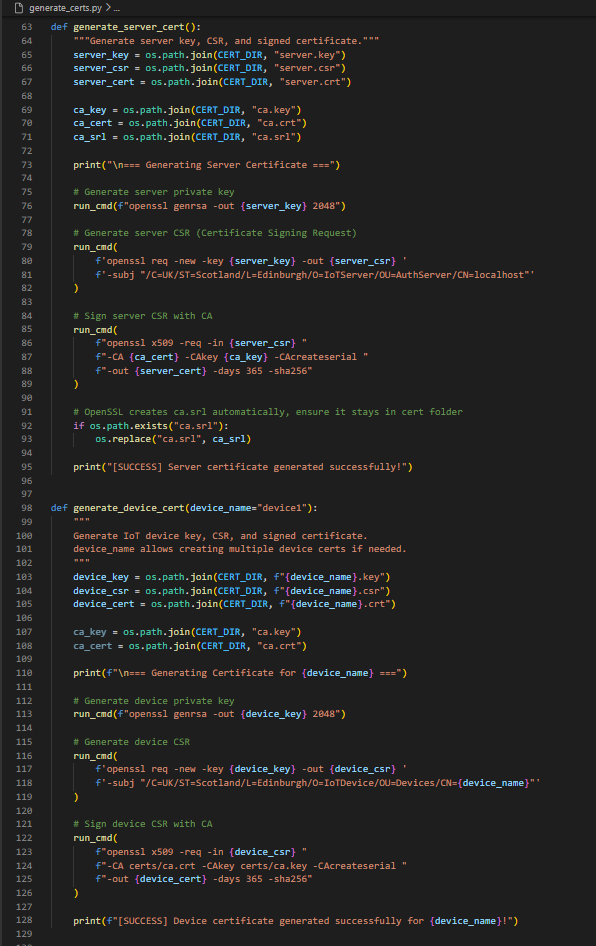 generate_certs.py > ...
63 def generate_server_cert():
64     """Generate server key, CSR, and signed certificate."""
65     server_key = os.path.join(CERT_DIR, "server.key")
66     server_csr = os.path.join(CERT_DIR, "server.csr")
67     server_cert = os.path.join(CERT_DIR, "server.crt")
68
69     ca_key = os.path.join(CERT_DIR, "ca.key")
70     ca_cert = os.path.join(CERT_DIR, "ca.crt")
71     ca_srl = os.path.join(CERT_DIR, "ca.srl")
72
73     print("\n=== Generating Server Certificate ===")
74
75     # Generate server private key
76     run_cmd(f"openssl genrsa -out {server_key} 2048")
77
78     # Generate server CSR (Certificate Signing Request)
79     run_cmd(
80         f'openssl req -new -key {server_key} -out {server_csr} '
81         f'-subj "/C=UK/ST=Scotland/L=Edinburgh/O=IoTServer/OU=AuthServer/CN=localhost"'
82     )
83
84     # Sign server CSR with CA
85     run_cmd(
86         f"openssl x509 -req -in {server_csr} "
87         f"-CA {ca_cert} -CAkey {ca_key} -CAcreateserial "
88         f"-out {server_cert} -days 365 -sha256"
89     )
90
91     # OpenSSL creates ca.srl automatically, ensure it stays in cert folder
92     if os.path.exists("ca.srl"):
93         os.replace("ca.srl", ca_srl)
94
95     print("[SUCCESS] Server certificate generated successfully!")
96
97
98 def generate_device_cert(device_name="device1"):
99     """
100     Generate IoT device key, CSR, and signed certificate.
101     device_name allows creating multiple device certs if needed.
102     """
103     device_key = os.path.join(CERT_DIR, f"{device_name}.key")
104     device_csr = os.path.join(CERT_DIR, f"{device_name}.csr")
105     device_cert = os.path.join(CERT_DIR, f"{device_name}.crt")
106
107     ca_key = os.path.join(CERT_DIR, "ca.key")
108     ca_cert = os.path.join(CERT_DIR, "ca.crt")
109
110     print(f"\n=== Generating Certificate for {device_name} ===")
111
112     # Generate device private key
113     run_cmd(f"openssl genrsa -out {device_key} 2048")
114
115     # Generate device CSR
116     run_cmd(
117         f'openssl req -new -key {device_key} -out {device_csr} '
118         f'-subj "/C=UK/ST=Scotland/L=Edinburgh/O=IoTDevice/OU=Devices/CN={device_name}"'
119     )
120
121     # Sign device CSR with CA
122     run_cmd(
123         f"openssl x509 -req -in {device_csr} "
124         f"-CA certs/ca.crt -CAkey certs/ca.key -CAcreateserial "
125         f"-out {device_cert} -days 365 -sha256"
126     )
127
128     print(f"[SUCCESS] Device certificate generated successfully for {device_name}!")
129